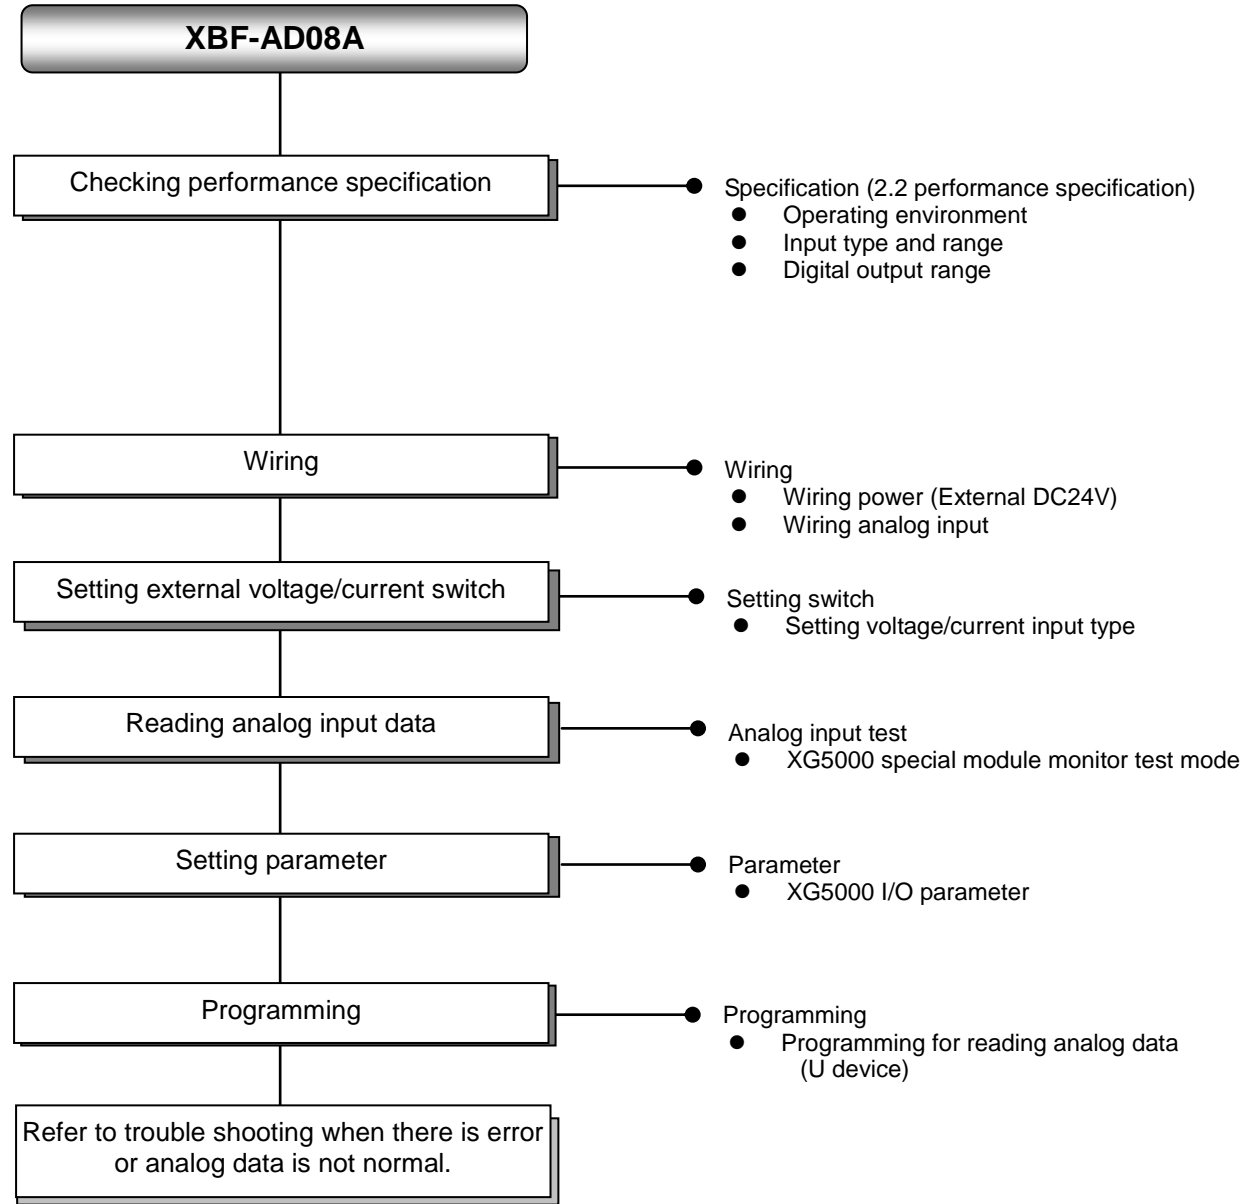 XBF-AD08A
Checking performance specification
Specification (2.2 performance specification)
● Operating environment
● Input type and range
● Digital output range
Wiring
Wiring
● Wiring power (External DC24V)
● Wiring analog input
Setting external voltage/current switch
Setting switch
● Setting voltage/current input type
Reading analog input data
Analog input test
● XG5000 special module monitor test mode
Setting parameter
Parameter
● XG5000 I/O parameter
Programming
Programming
● Programming for reading analog data
(U device)
Refer to trouble shooting when there is error
or analog data is not normal.